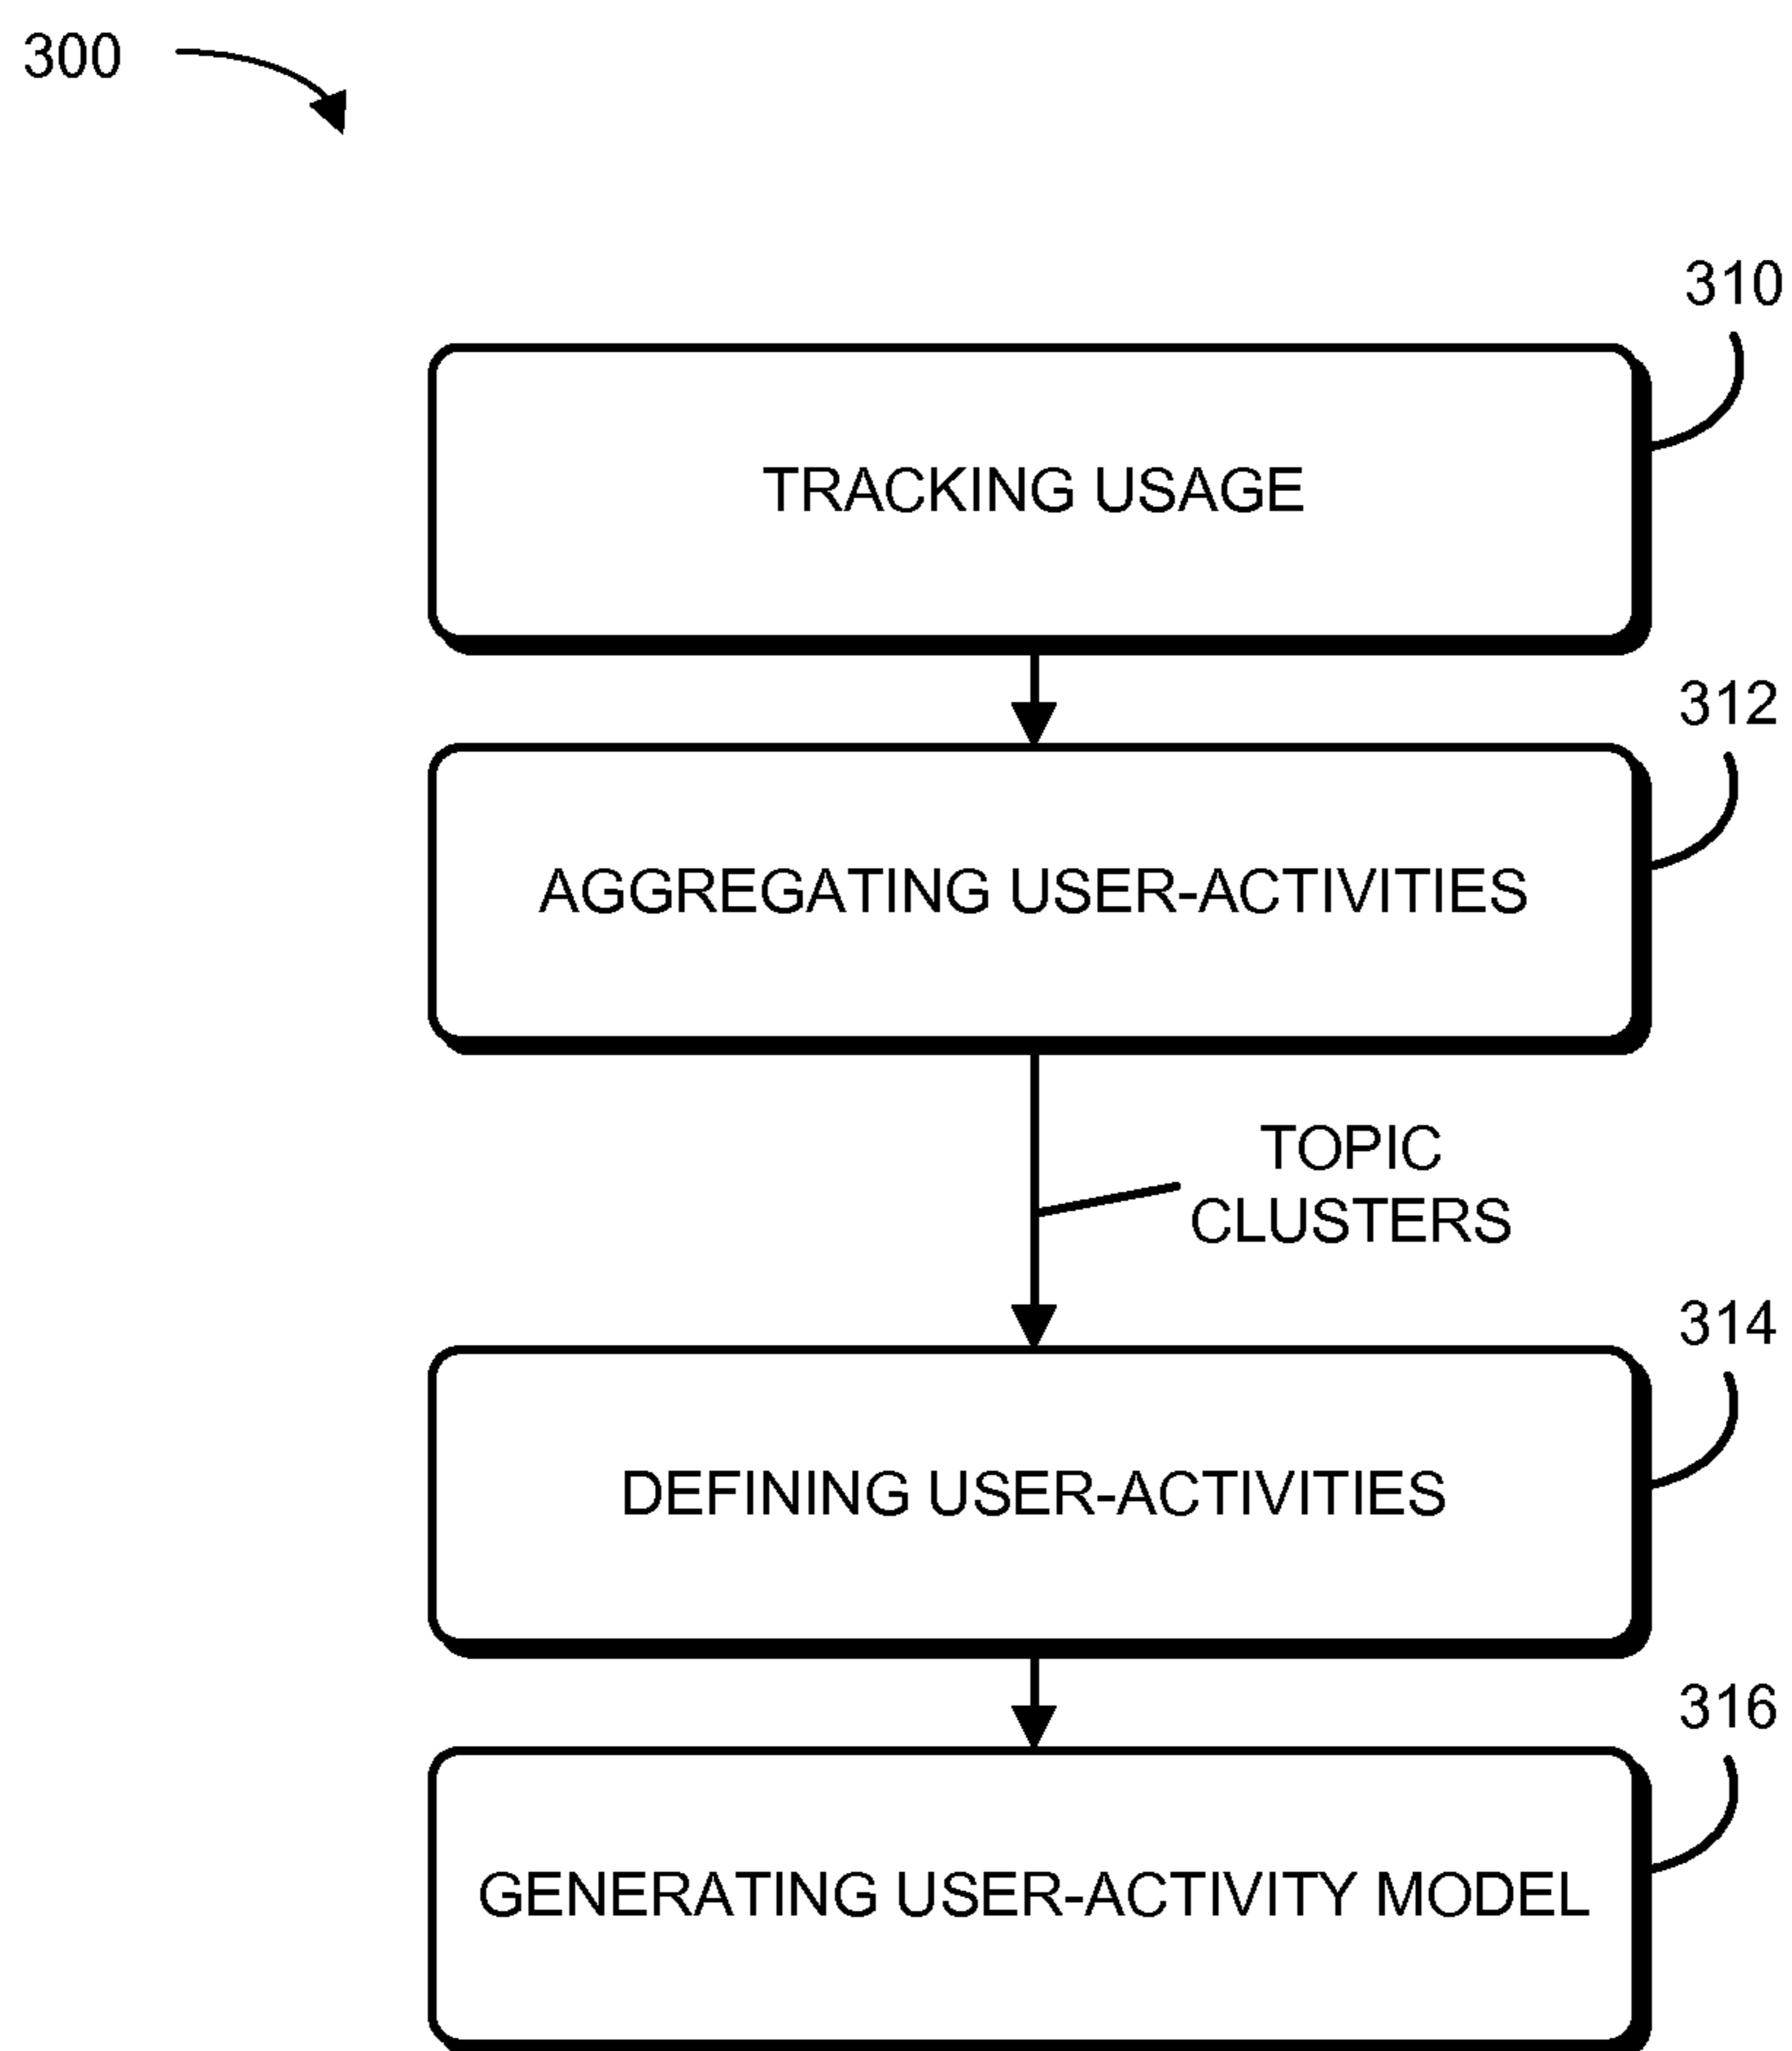 300
310
TRACKING USAGE
312
AGGREGATING USER-ACTIVITIES
TOPIC
CLUSTERS
314
DEFINING USER-ACTIVITIES
316
GENERATING USER-ACTIVITY MODEL